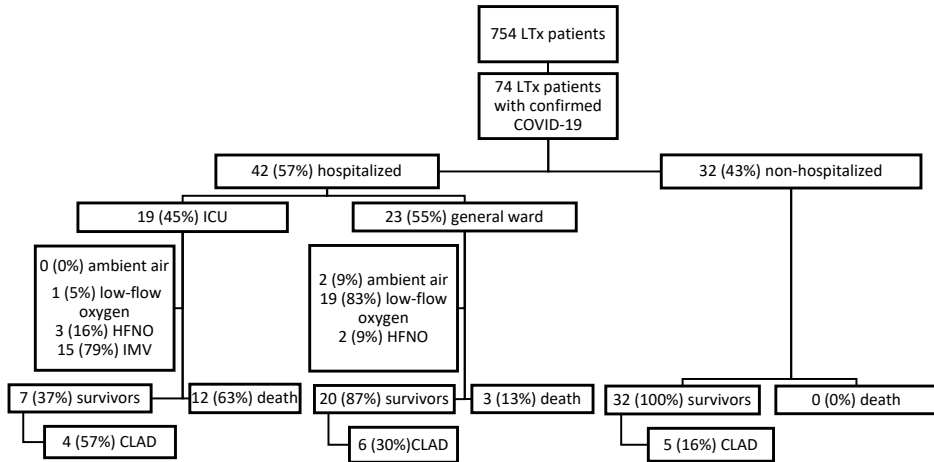 754 LTx patients
74 LTx patients
with confirmed
COVID-19
42 (57%) hospitalized
32 (43%) non-hospitalized
19 (45%) ICU
23 (55%) general ward
0 (0%) ambient air
1 (5%) low-flow
oxygen
3 (16%) HFNO
15 (79%) IMV
2 (9%) ambient air
19 (83%) low-flow
oxygen
2 (9%) HFNO
7 (37%) survivors
12 (63%) death
20 (87%) survivors
3 (13%) death
32 (100%) survivors
0 (0%) death
4 (57%) CLAD
6 (30%)CLAD
5 (16%) CLAD